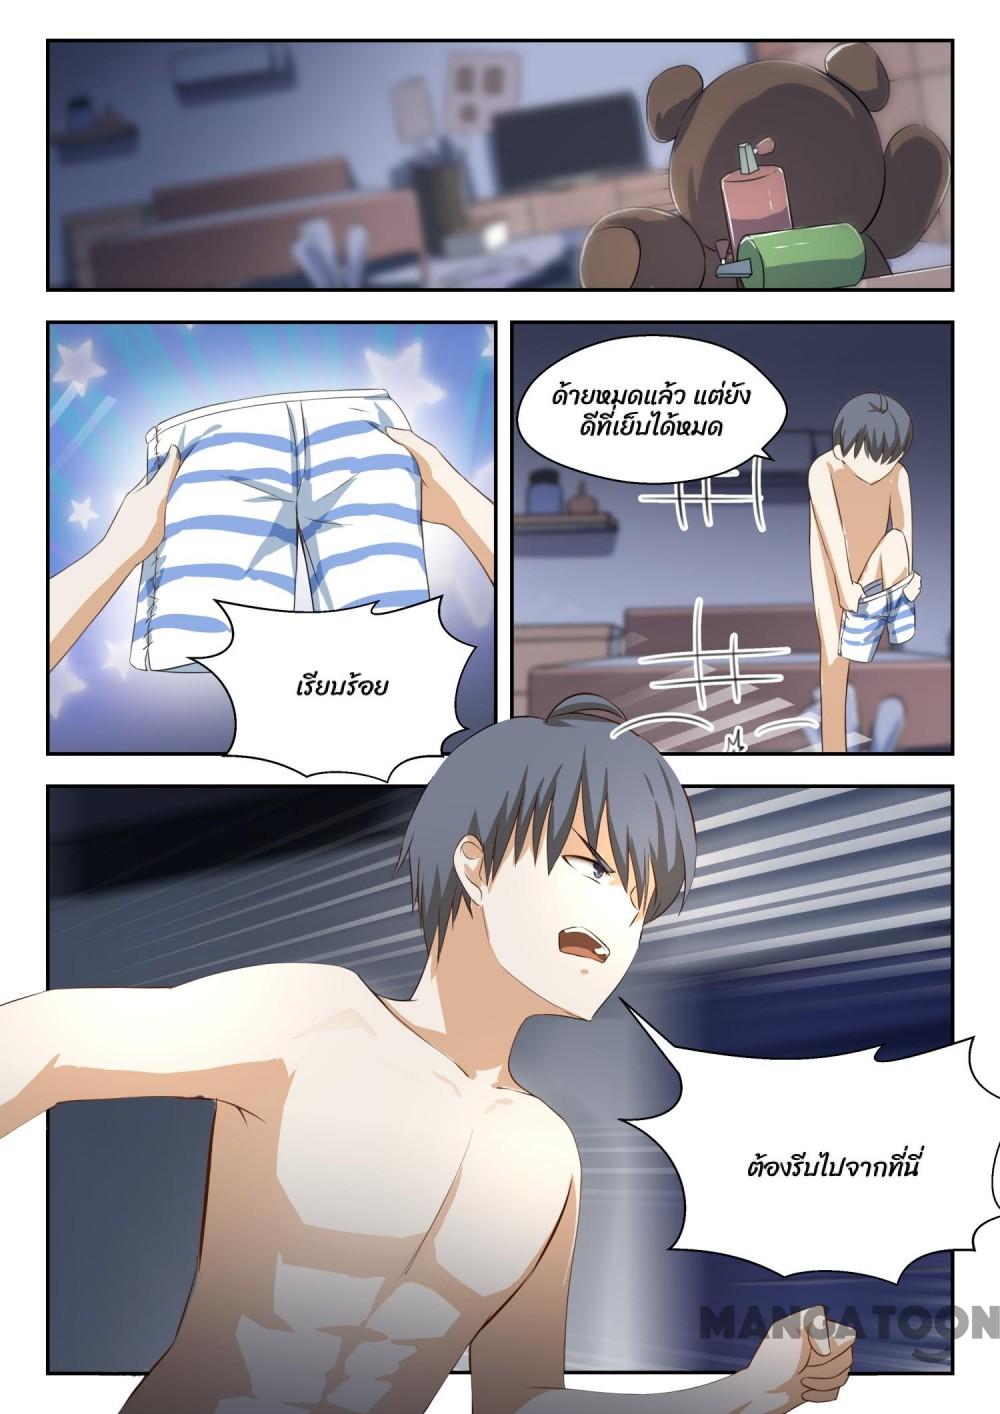 เรียบร้อย
ด้ายหมดแล้ว แต่ยัง
ดีที่เย็บได้หมด
ต้องรีบไปจากที่นี่
MANGATOON